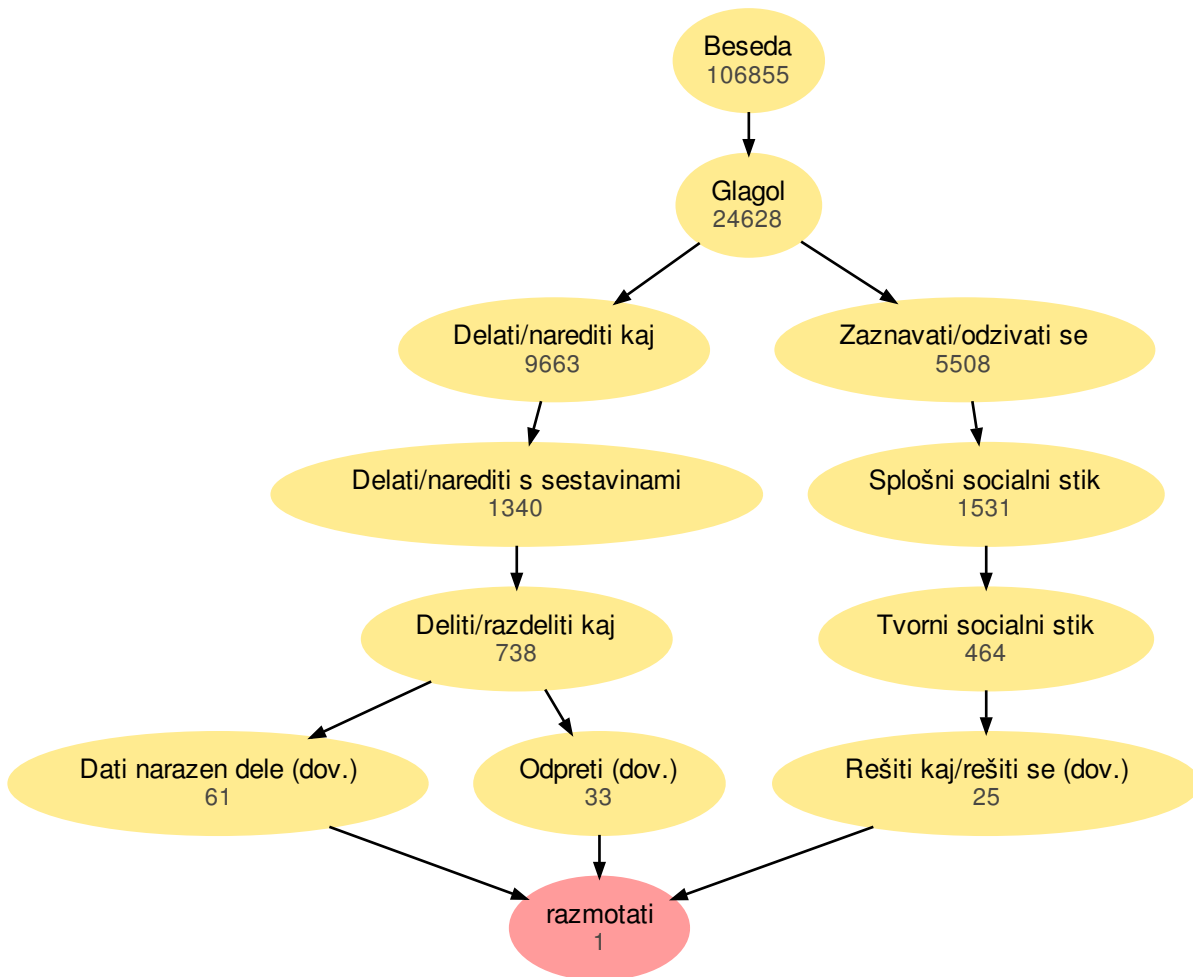 Beseda
106855
Glagol
24628
Delati/narediti kaj
9663
Zaznavati/odzivati se
5508
Delati/narediti s sestavinami
1340
Splošni socialni stik
1531
Deliti/razdeliti kaj
738
Tvorni socialni stik
464
Dati narazen dele (dov.)
61
Odpreti (dov.)
33
Rešiti kaj/rešiti se (dov.)
25
razmotati
1